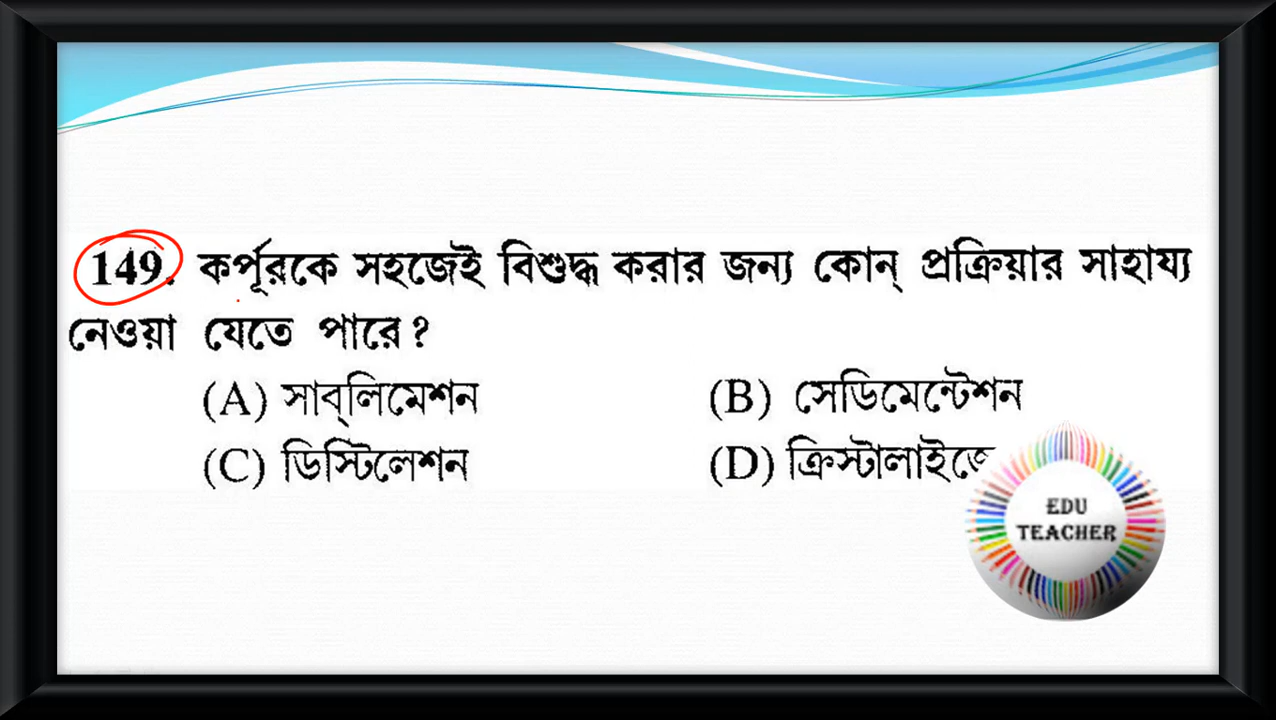 149. কর্পূরকে সহজেই বিশুদ্ধ করার জন্য কোন্ প্রক্রিয়ার সাহায্য
নেওয়া যেতে পারে?
(A) সাব্‌লিমেশন (B) সেডিমেন্টেশন
(C) ডিস্টিলেশন (D)
EDU
TEACHER